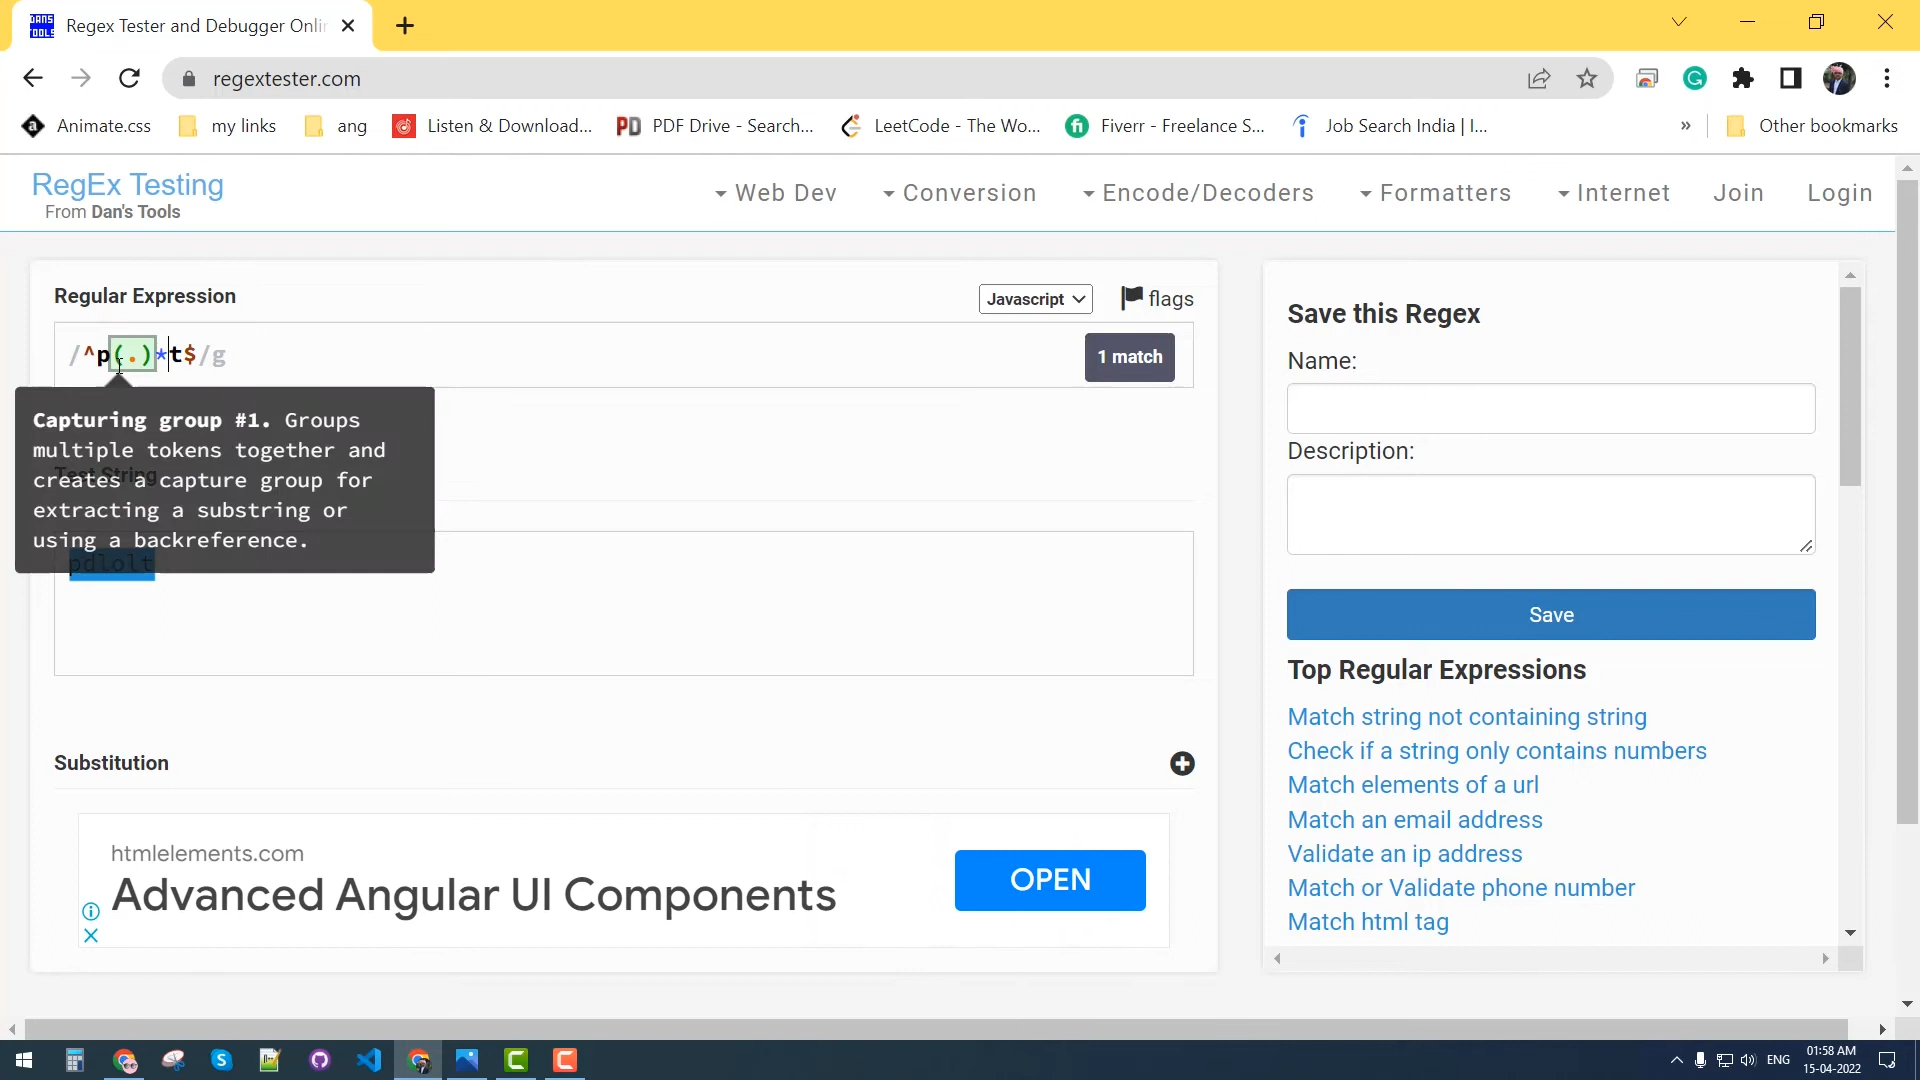 DANS TOOLS
Regex Tester and Debugger Onlin
regextester.com
Animate.css
my links
ang
Listen & Download...
PDF Drive - Search...
LeetCode - The Wo...
Fiverr - Freelance S...
Job Search India | I...
»
Other bookmarks
RegEx Testing
From Dan's Tools
Web Dev
Conversion
Encode/Decoders
Formatters
Internet
Join
Login
Regular Expression
Javascript
flags
/^p(.)*t$/g
1 match
Capturing group #1. Groups
multiple tokens together and
creates a capture group for
extracting a substring or
using a backreference.
Test String
pdlolt
Substitution
htmlelements.com
Advanced Angular UI Components
OPEN
Save this Regex
Name:
Description:
Save
Top Regular Expressions
Match string not containing string
Check if a string only contains numbers
Match elements of a url
Match an email address
Validate an ip address
Match or Validate phone number
Match html tag
ENG
01:58 AM
15-04-2022